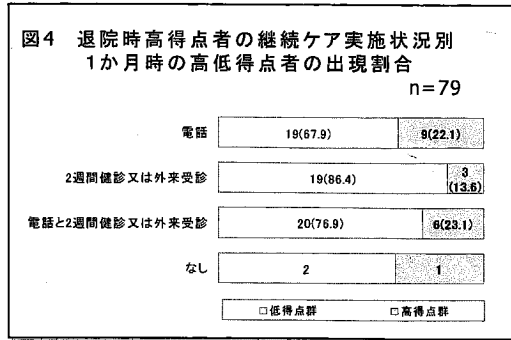 図4 退院時高得点者の継続ケア実施状況別
1か月時の高低得点者の出現割合
n=79
電話 19(67.9) 9(22.1)
2週間健診又は外来受診 19(86.4) 3
(13.6)
電話と2週間健診又は外来受診 20(76.9) 6(23.1)
なし 2 1
□低得点群 □高得点群